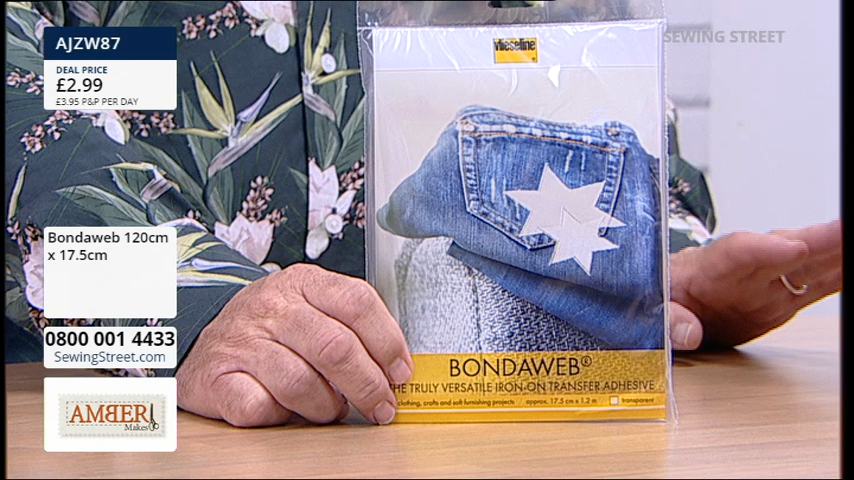 AJZW87
DEAL PRICE
£2.99
£3.95 P&P PER DAY
Bondaweb 120cm
x 17.5cm
0800 001 4433
SewingStreet.com
AMBER
Makes
SEWING STREET
vlieseline
BONDAWEB®
THE TRULY VERSATILE IRON-ON TRANSFER ADHESIVE
clothing, crafts and soft furnishing projects / approx. 17.5 cm x 1.2 m / transparent